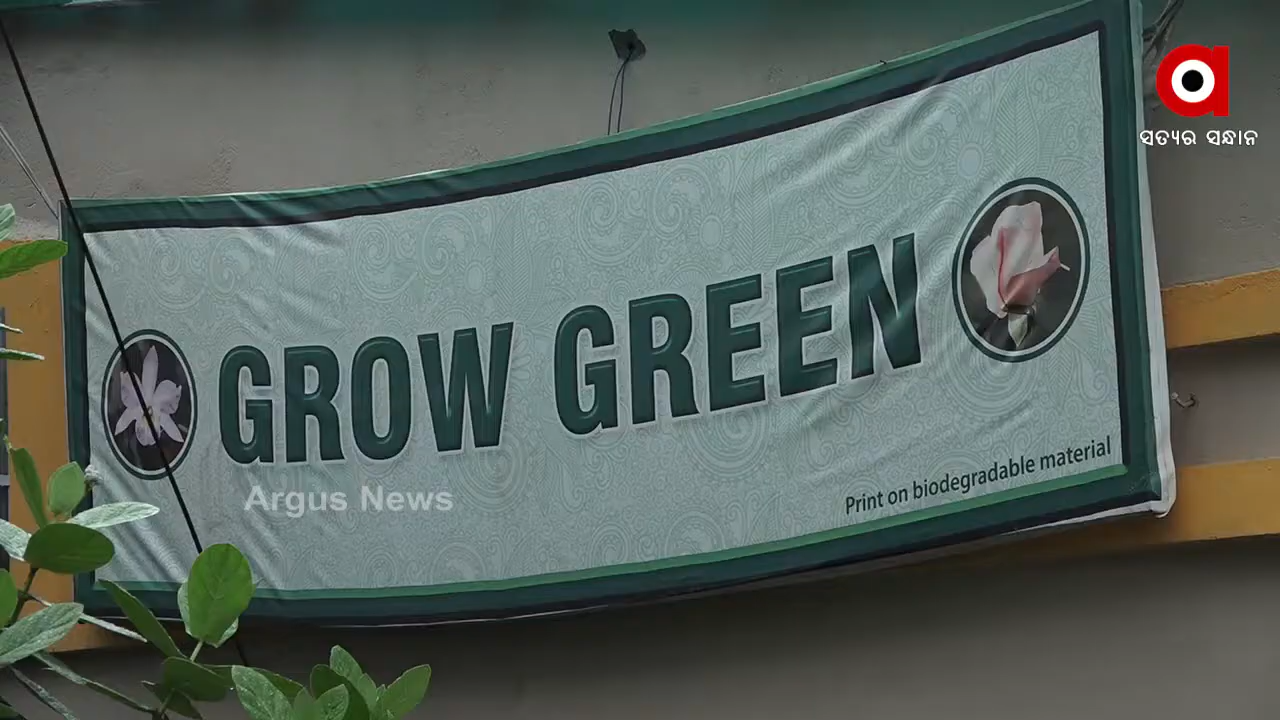 ସତ୍ୟର ସନ୍ଧାନ
GROW GREEN
Argus News
Print on biodegradable material